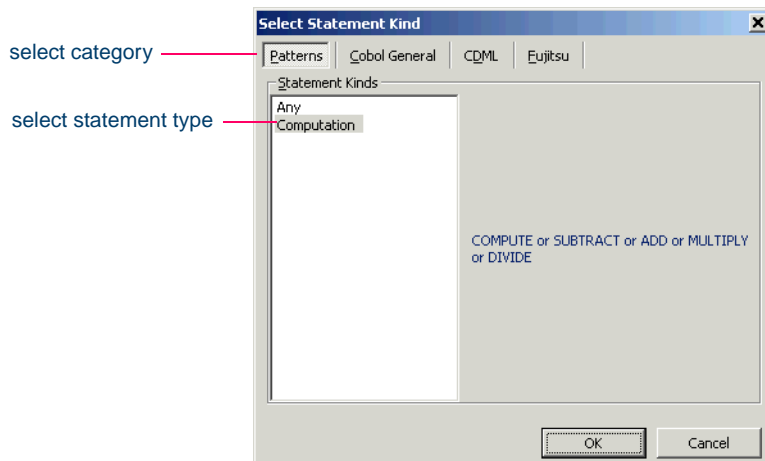 Select Statement Kind
select category
Patterns Cobol General CDML Fujitsu
Statement Kinds
Any
select statement type
Computation
COMPUTE or SUBTRACT or ADD or MULTIPLY
or DIVIDE
OK Cancel